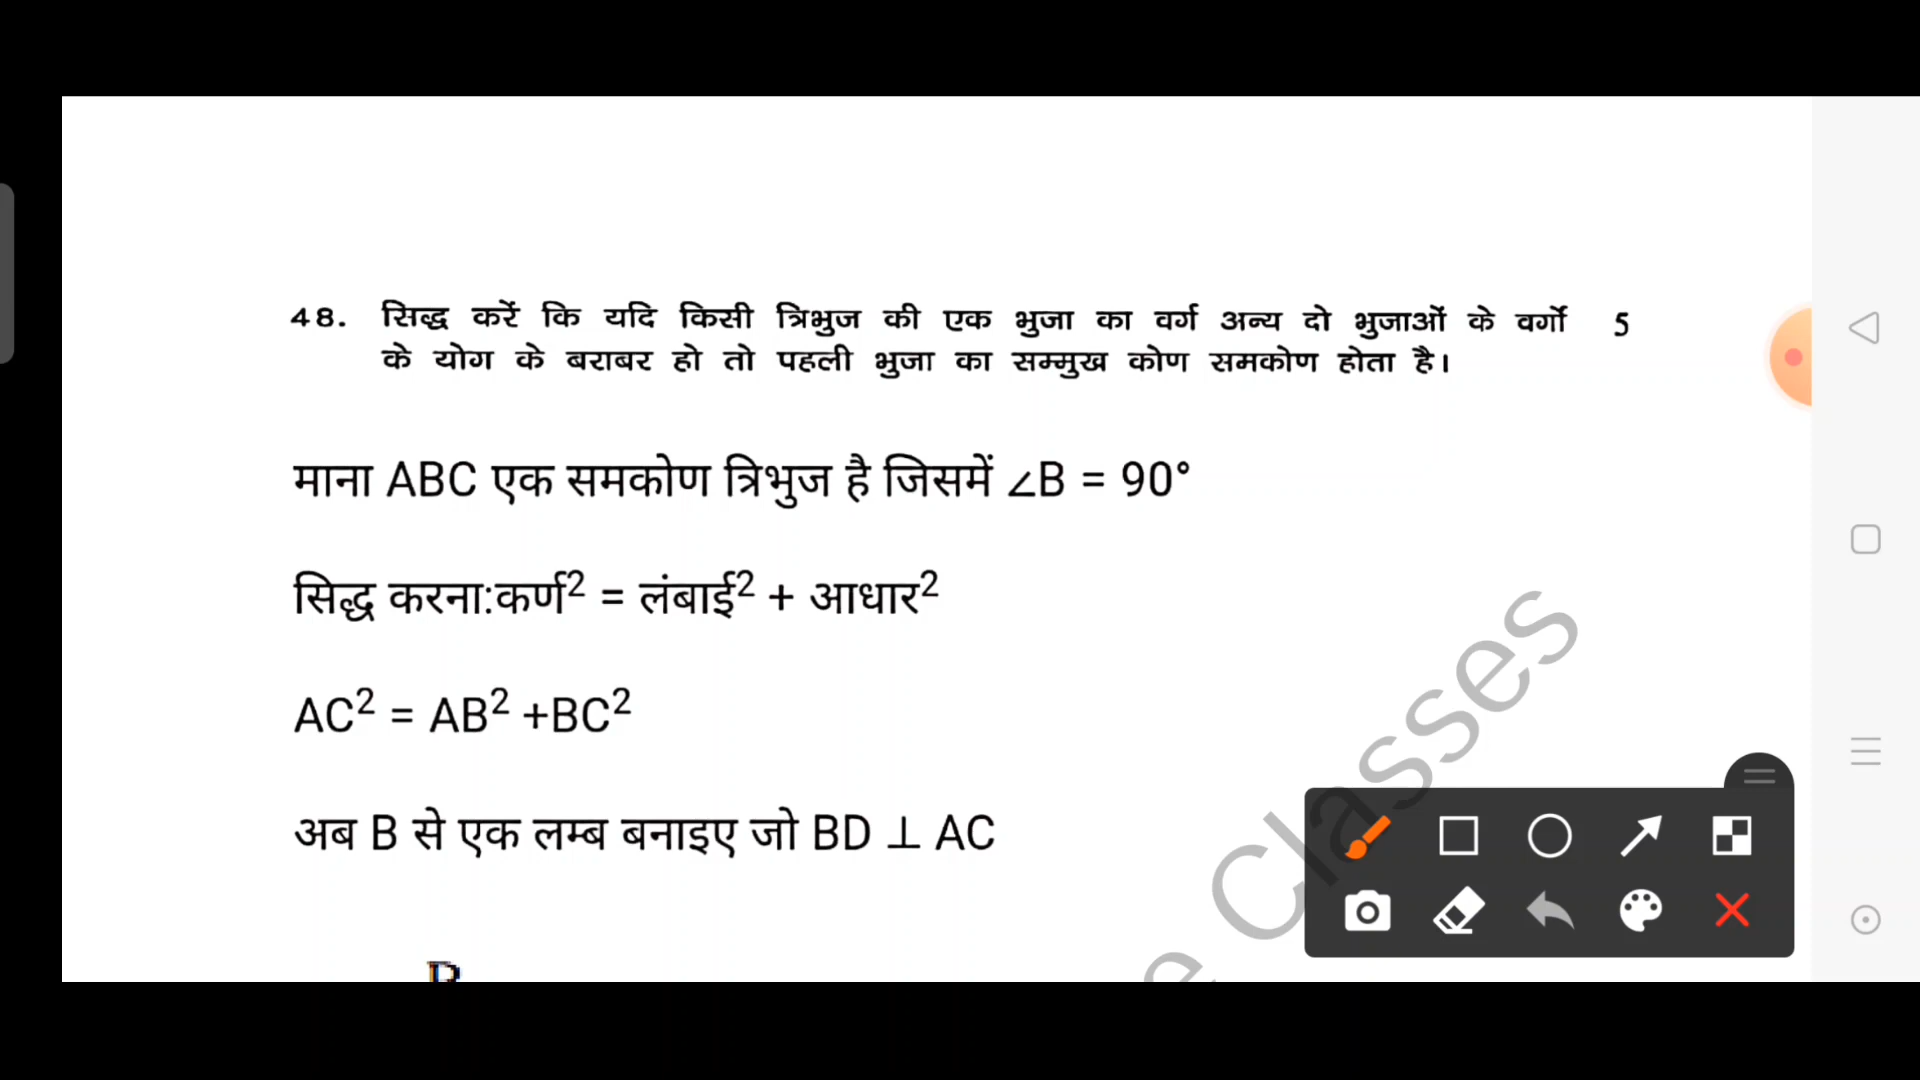 48. सिद्ध करें कि यदि किसी त्रिभुज की एक भुजा का वर्ग अन्य दो भुजाओं के वर्गो 5
के योग के बराबर हो तो पहली भुजा का सम्मुख कोण समकोण होता है।
माना ABC एक समकोण त्रिभुज है जिसमें ∠B = 90°
सिद्ध करना:कर्ण² = लंबाई² + आधार²
AC² = AB² +BC²
अब B से एक लम्ब बनाइए जो BD ⊥ AC
e Classes